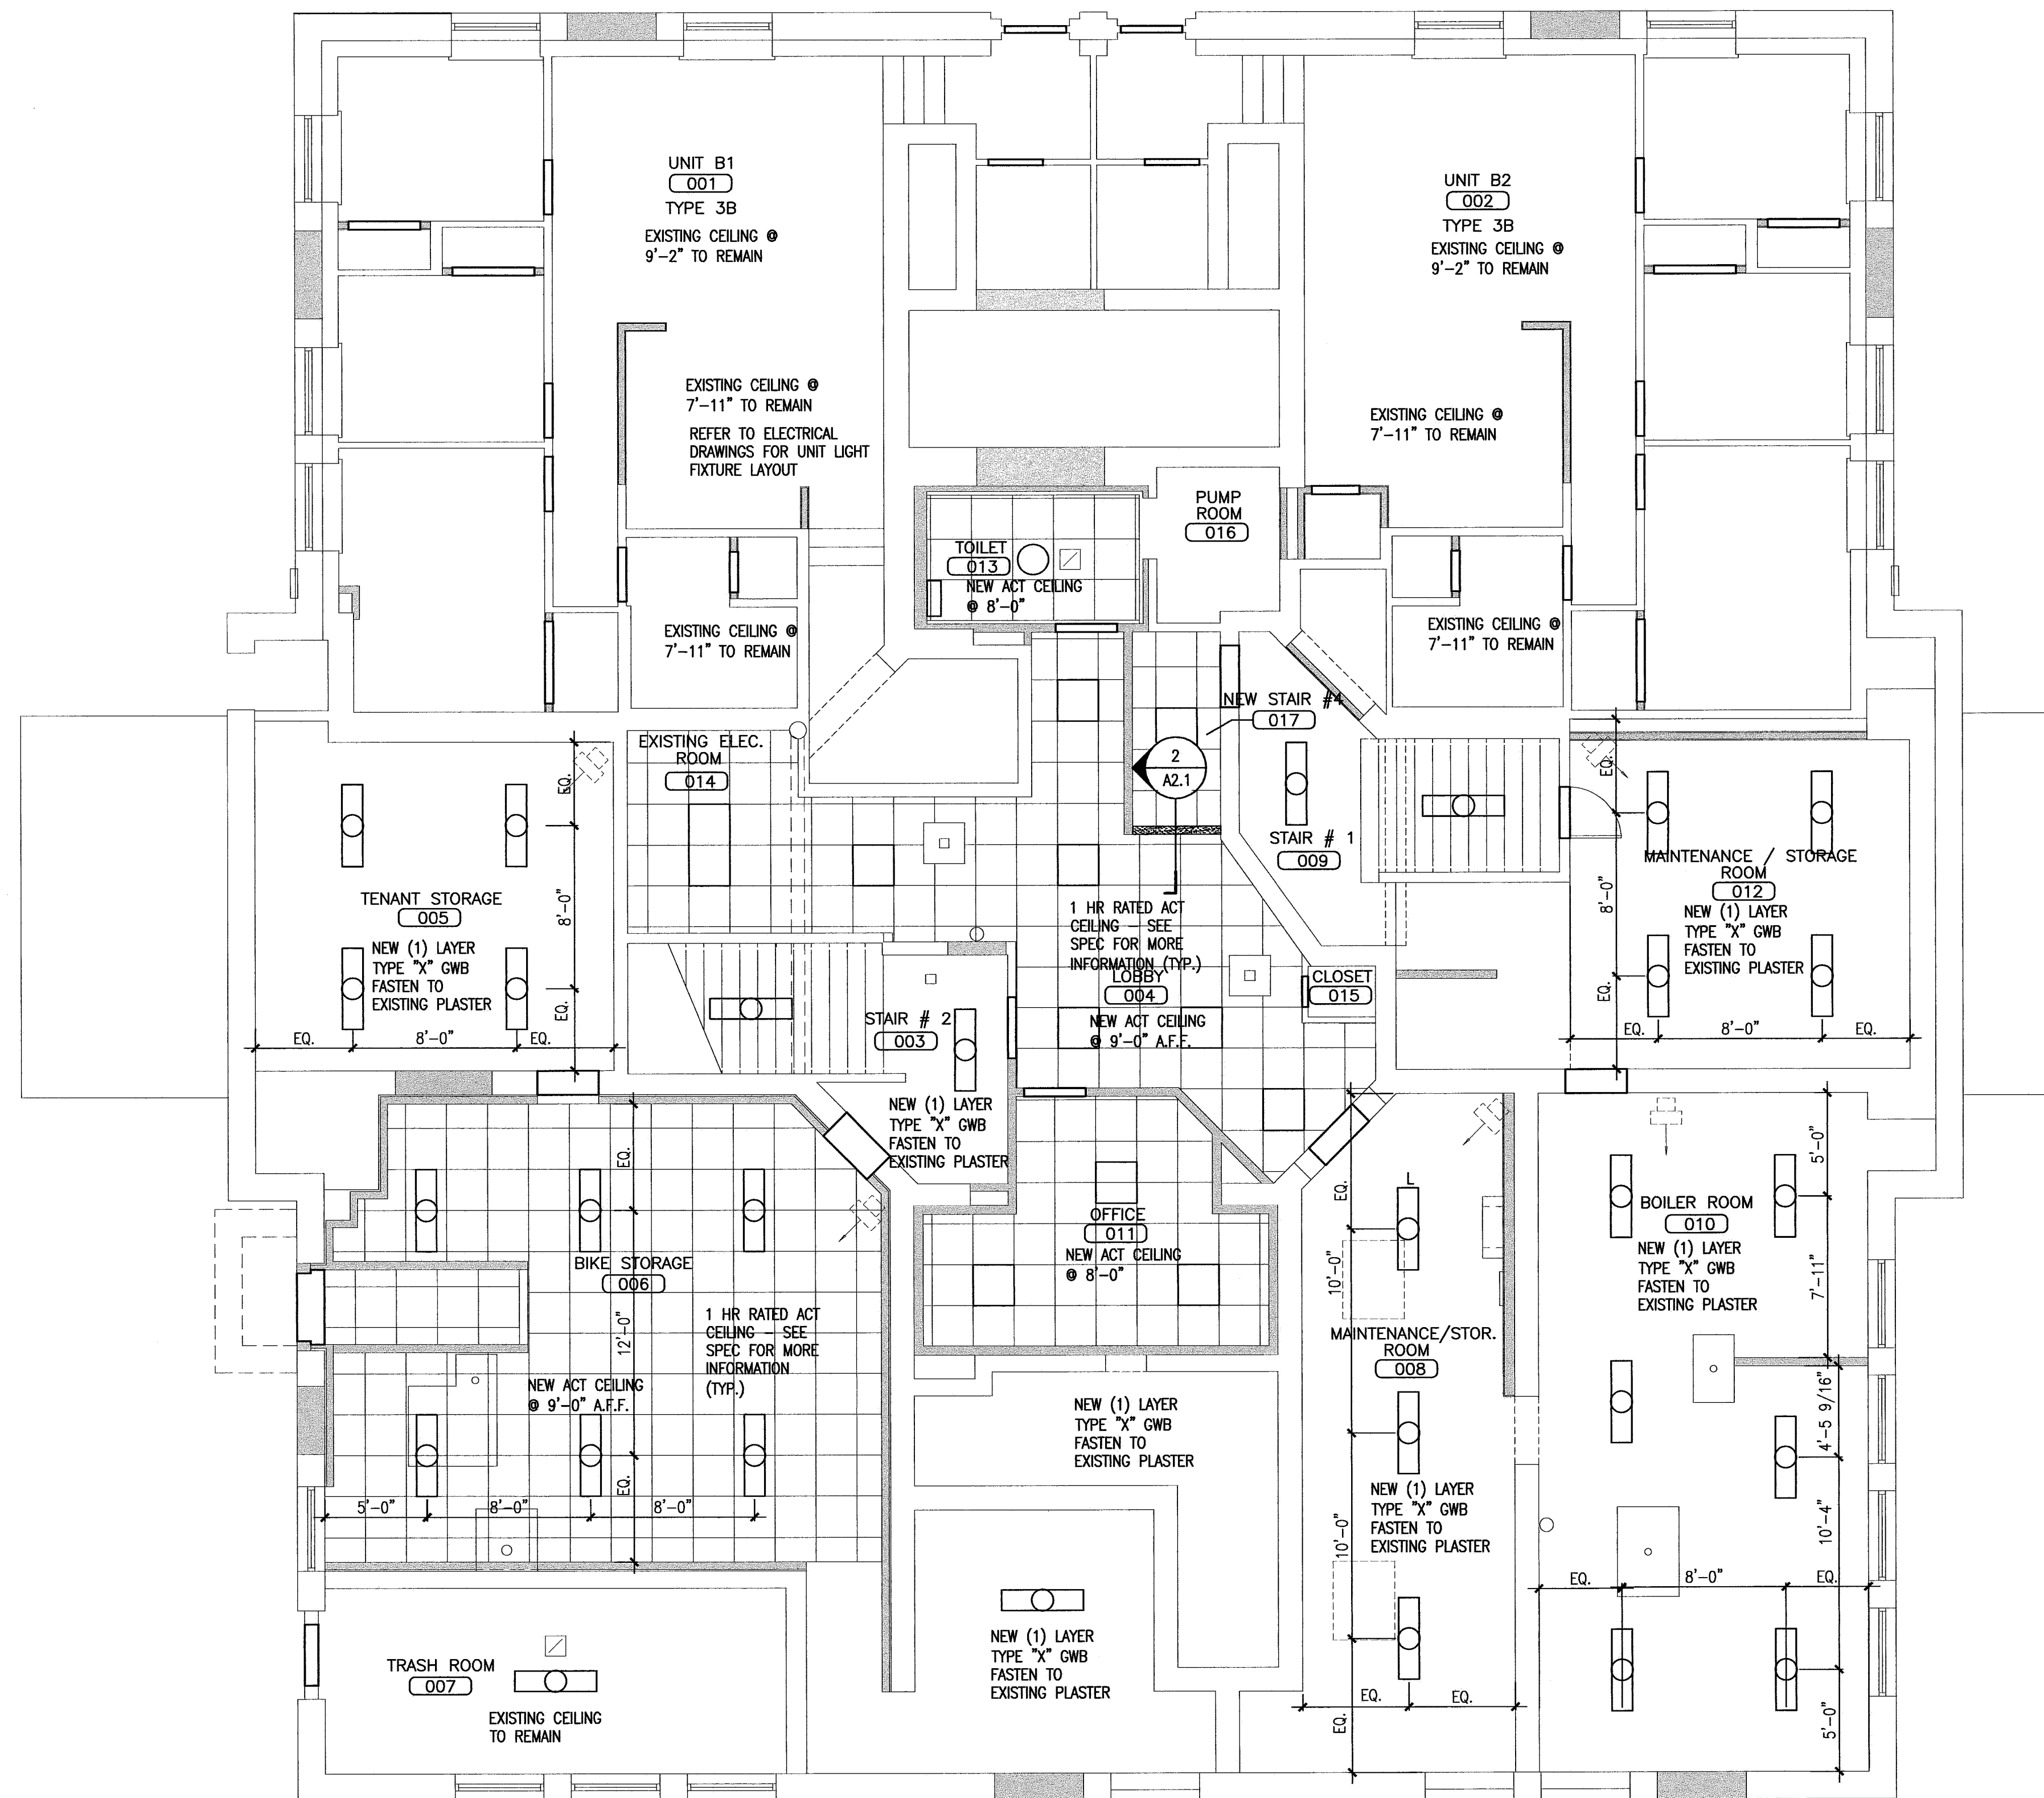 UNIT B1
001
TYPE 3B
EXISTING CEILING @
9'-2" TO REMAIN
UNIT B2
002
TYPE 3B
EXISTING CEILING @
9'-2" TO REMAIN
EXISTING CEILING @
7'-11" TO REMAIN
REFER TO ELECTRICAL
DRAWINGS FOR UNIT LIGHT
FIXTURE LAYOUT
EXISTING CEILING @
7'-11" TO REMAIN
PUMP
ROOM
016
TOILET
013
NEW ACT CEILING
@ 8'-0"
EXISTING CEILING @
7'-11" TO REMAIN
EXISTING CEILING @
7'-11" TO REMAIN
NEW STAIR #4
017
2
A2.1
EXISTING ELEC.
ROOM
014
STAIR # 1
009
EQ.
8'-0"
EQ.
TENANT STORAGE
005
NEW (1) LAYER
TYPE "X" GWB
FASTEN TO
EXISTING PLASTER
EQ.
8'-0"
EQ.
EQ.
8'-0"
EQ.
MAINTENANCE / STORAGE
ROOM
012
NEW (1) LAYER
TYPE "X" GWB
FASTEN TO
EXISTING PLASTER
EQ.
8'-0"
EQ.
1 HR RATED ACT
CEILING - SEE
SPEC FOR MORE
INFORMATION (TYP.)
LOBBY
004
NEW ACT CEILING
@ 9'-0" A.F.F.
CLOSET
015
STAIR # 2
003
NEW (1) LAYER
TYPE "X" GWB
FASTEN TO
EXISTING PLASTER
EQ.
BIKE STORAGE
006
12'-0"
1 HR RATED ACT
CEILING - SEE
SPEC FOR MORE
INFORMATION
(TYP.)
NEW ACT CEILING
@ 9'-0" A.F.F.
EQ.
5'-0"
8'-0"
8'-0"
OFFICE
011
NEW ACT CEILING
@ 8'-0"
EQ.
L
10'-0"
MAINTENANCE/STOR.
ROOM
008
NEW (1) LAYER
TYPE "X" GWB
FASTEN TO
EXISTING PLASTER
10'-0"
EQ.
EQ.
EQ.
5'-0"
BOILER ROOM
010
NEW (1) LAYER
TYPE "X" GWB
FASTEN TO
EXISTING PLASTER
7'-11"
4'-5 9/16"
10'-4"
EQ.
8'-0"
EQ.
5'-0"
NEW (1) LAYER
TYPE "X" GWB
FASTEN TO
EXISTING PLASTER
NEW (1) LAYER
TYPE "X" GWB
FASTEN TO
EXISTING PLASTER
TRASH ROOM
007
EXISTING CEILING
TO REMAIN